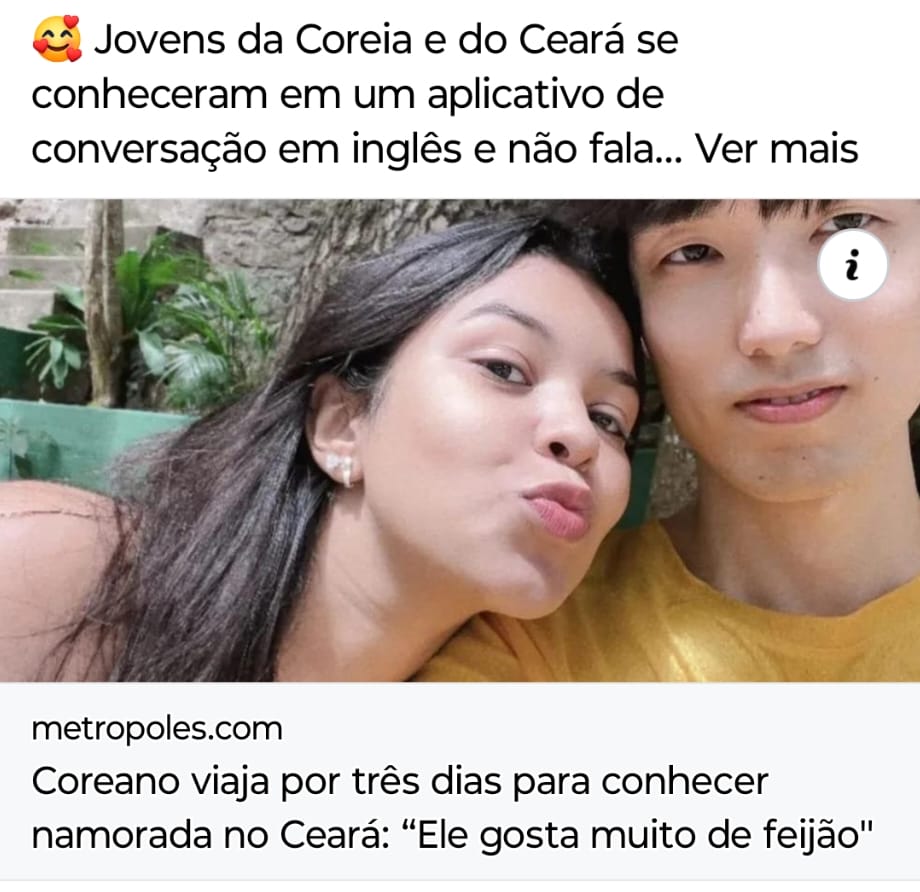 🥰 Jovens da Coreia e do Ceará se
conheceram em um aplicativo de
conversação em inglês e não fala... Ver mais
i
metropoles.com
Coreano viaja por três dias para conhecer
namorada no Ceará: “Ele gosta muito de feijão"